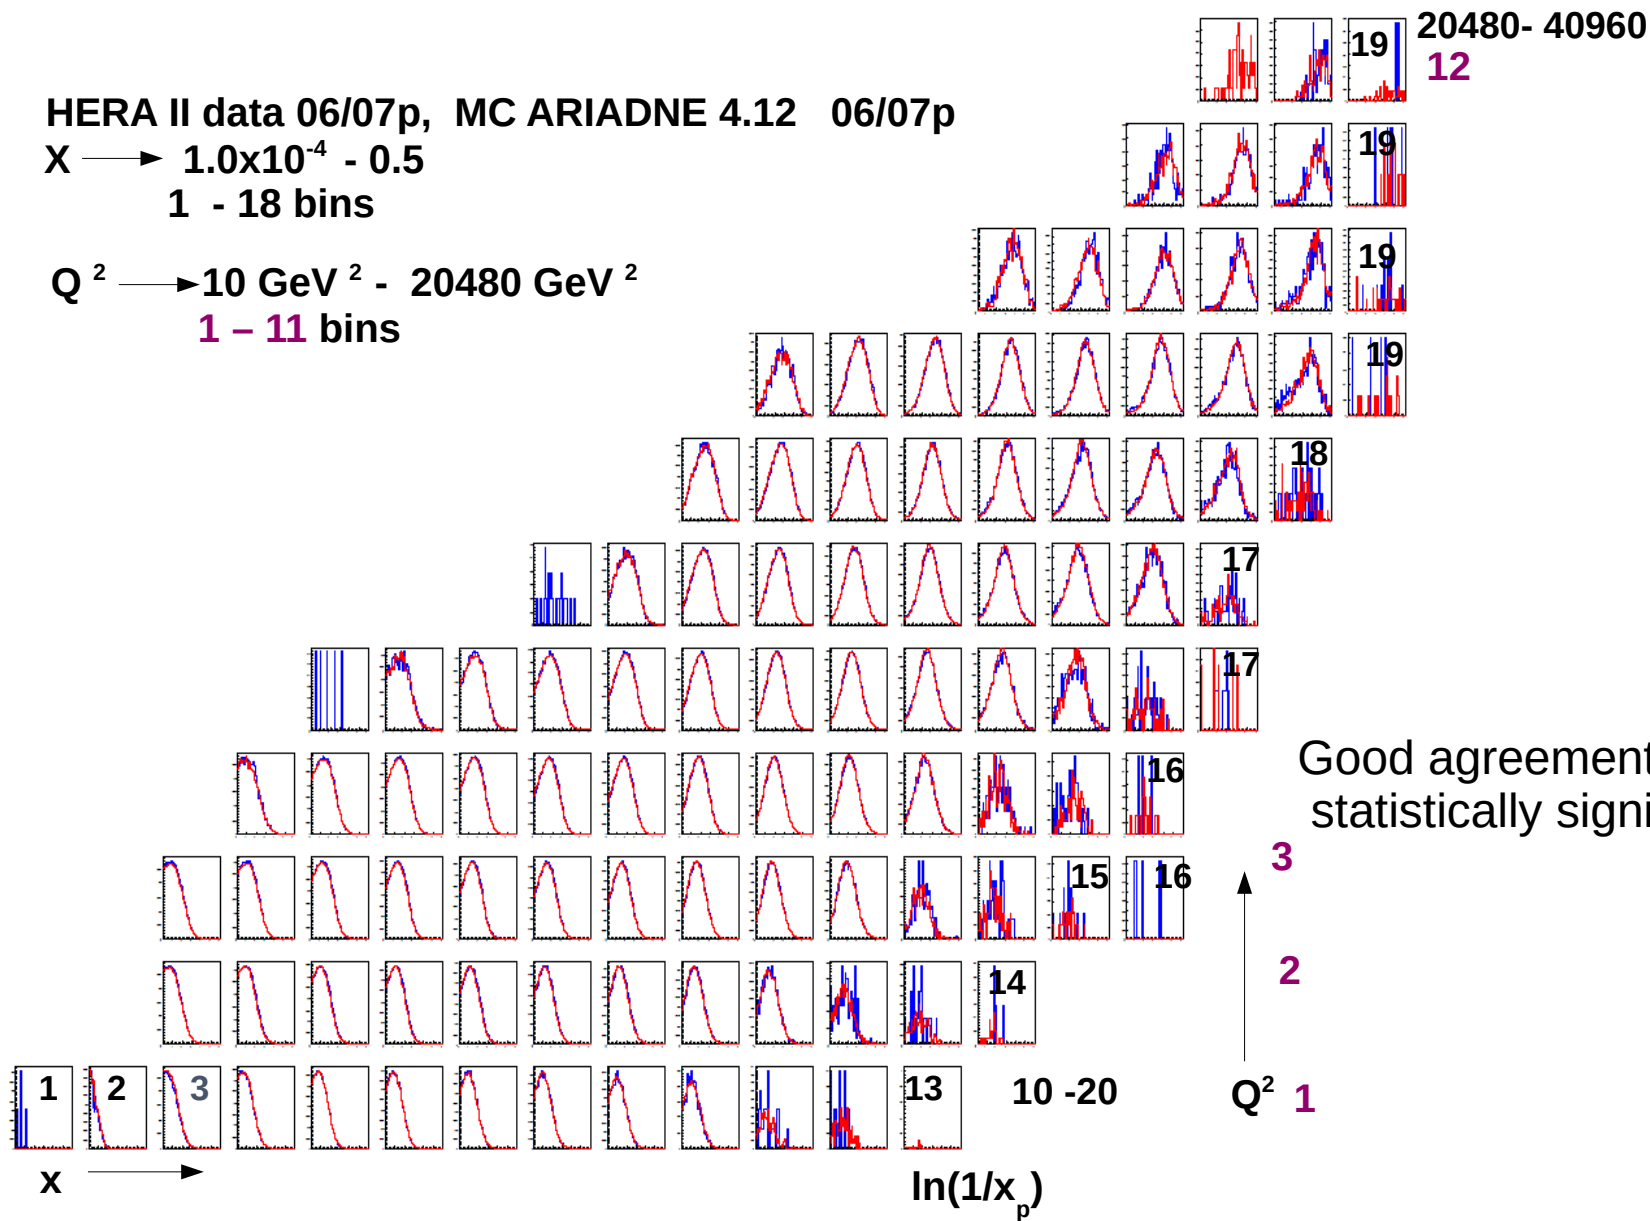 20480- 40960
19
12
HERA II data 06/07p, MC ARIADNE 4.12 06/07p
X 1.0x10-4 - 0.5
19
1 - 18 bins
Q 2 10 GeV 2 - 20480 GeV 2
19
1 – 11 bins
19
18
17
17
Good agreement
statistically signi
16
3
15 16
2
14
1 2 3 13 10 -20 Q2 1
x ln(1/xp)